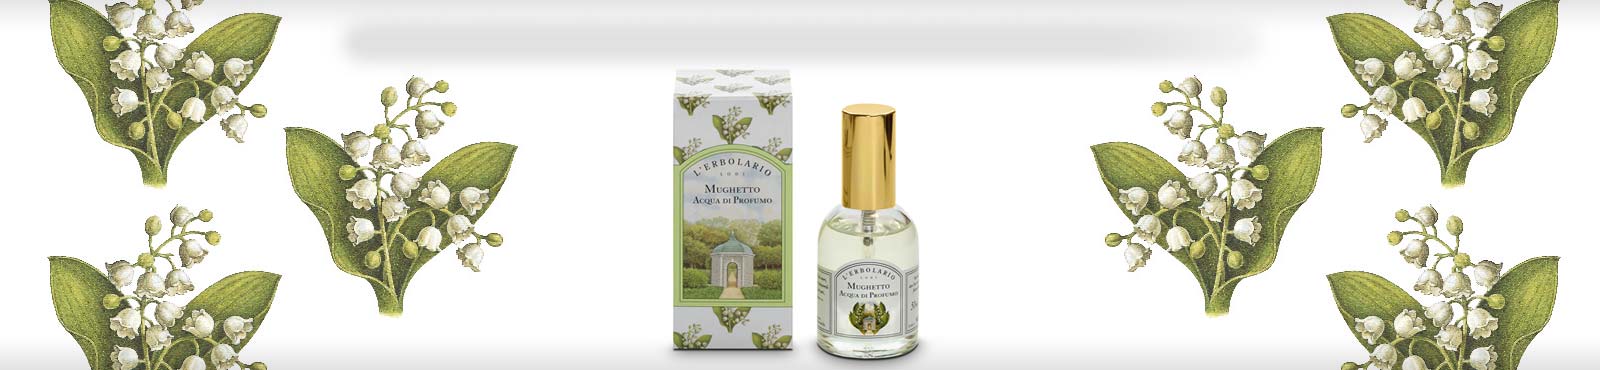 L'ERBOLARIO
LODI
MUGHETTO
ACQUA DI PROFUMO
L'ERBOLARIO
LODI
MUGHETTO
ACQUA DI PROFUMO